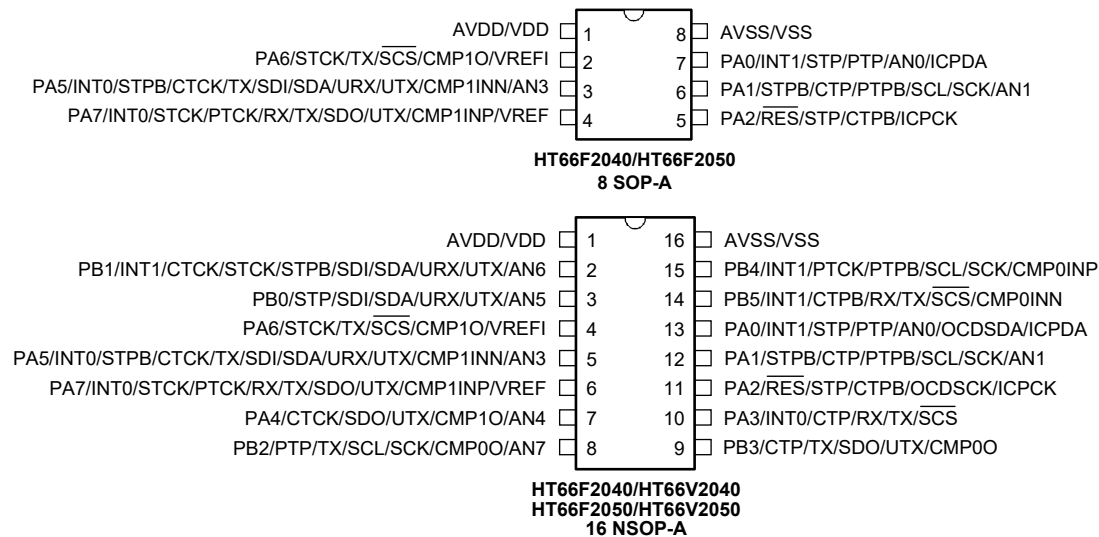 AVDD/VDD 1 8 AVSS/VSS
PA6/STCK/TX/SCS/CMP1O/VREFI 2 7 PA0/INT1/STP/PTP/AN0/ICPDA
PA5/INT0/STPB/CTCK/TX/SDI/SDA/URX/UTX/CMP1INN/AN3 3 6 PA1/STPB/CTP/PTPB/SCL/SCK/AN1
PA7/INT0/STCK/PTCK/RX/TX/SDO/UTX/CMP1INP/VREF 4 5 PA2/RES/STP/CTPB/ICPCK
HT66F2040/HT66F2050
8 SOP-A
AVDD/VDD 1 16 AVSS/VSS
PB1/INT1/CTCK/STCK/STPB/SDI/SDA/URX/UTX/AN6 2 15 PB4/INT1/PTCK/PTPB/SCL/SCK/CMP0INP
PB0/STP/SDI/SDA/URX/UTX/AN5 3 14 PB5/INT1/CTPB/RX/TX/SCS/CMP0INN
PA6/STCK/TX/SCS/CMP1O/VREFI 4 13 PA0/INT1/STP/PTP/AN0/OCDSDA/ICPDA
PA5/INT0/STPB/CTCK/TX/SDI/SDA/URX/UTX/CMP1INN/AN3 5 12 PA1/STPB/CTP/PTPB/SCL/SCK/AN1
PA7/INT0/STCK/PTCK/RX/TX/SDO/UTX/CMP1INP/VREF 6 11 PA2/RES/STP/CTPB/OCDSCK/ICPCK
PA4/CTCK/SDO/UTX/CMP1O/AN4 7 10 PA3/INT0/CTP/RX/TX/SCS
PB2/PTP/TX/SCL/SCK/CMP0O/AN7 8 9 PB3/CTP/TX/SDO/UTX/CMP0O
HT66F2040/HT66V2040
HT66F2050/HT66V2050
16 NSOP-A